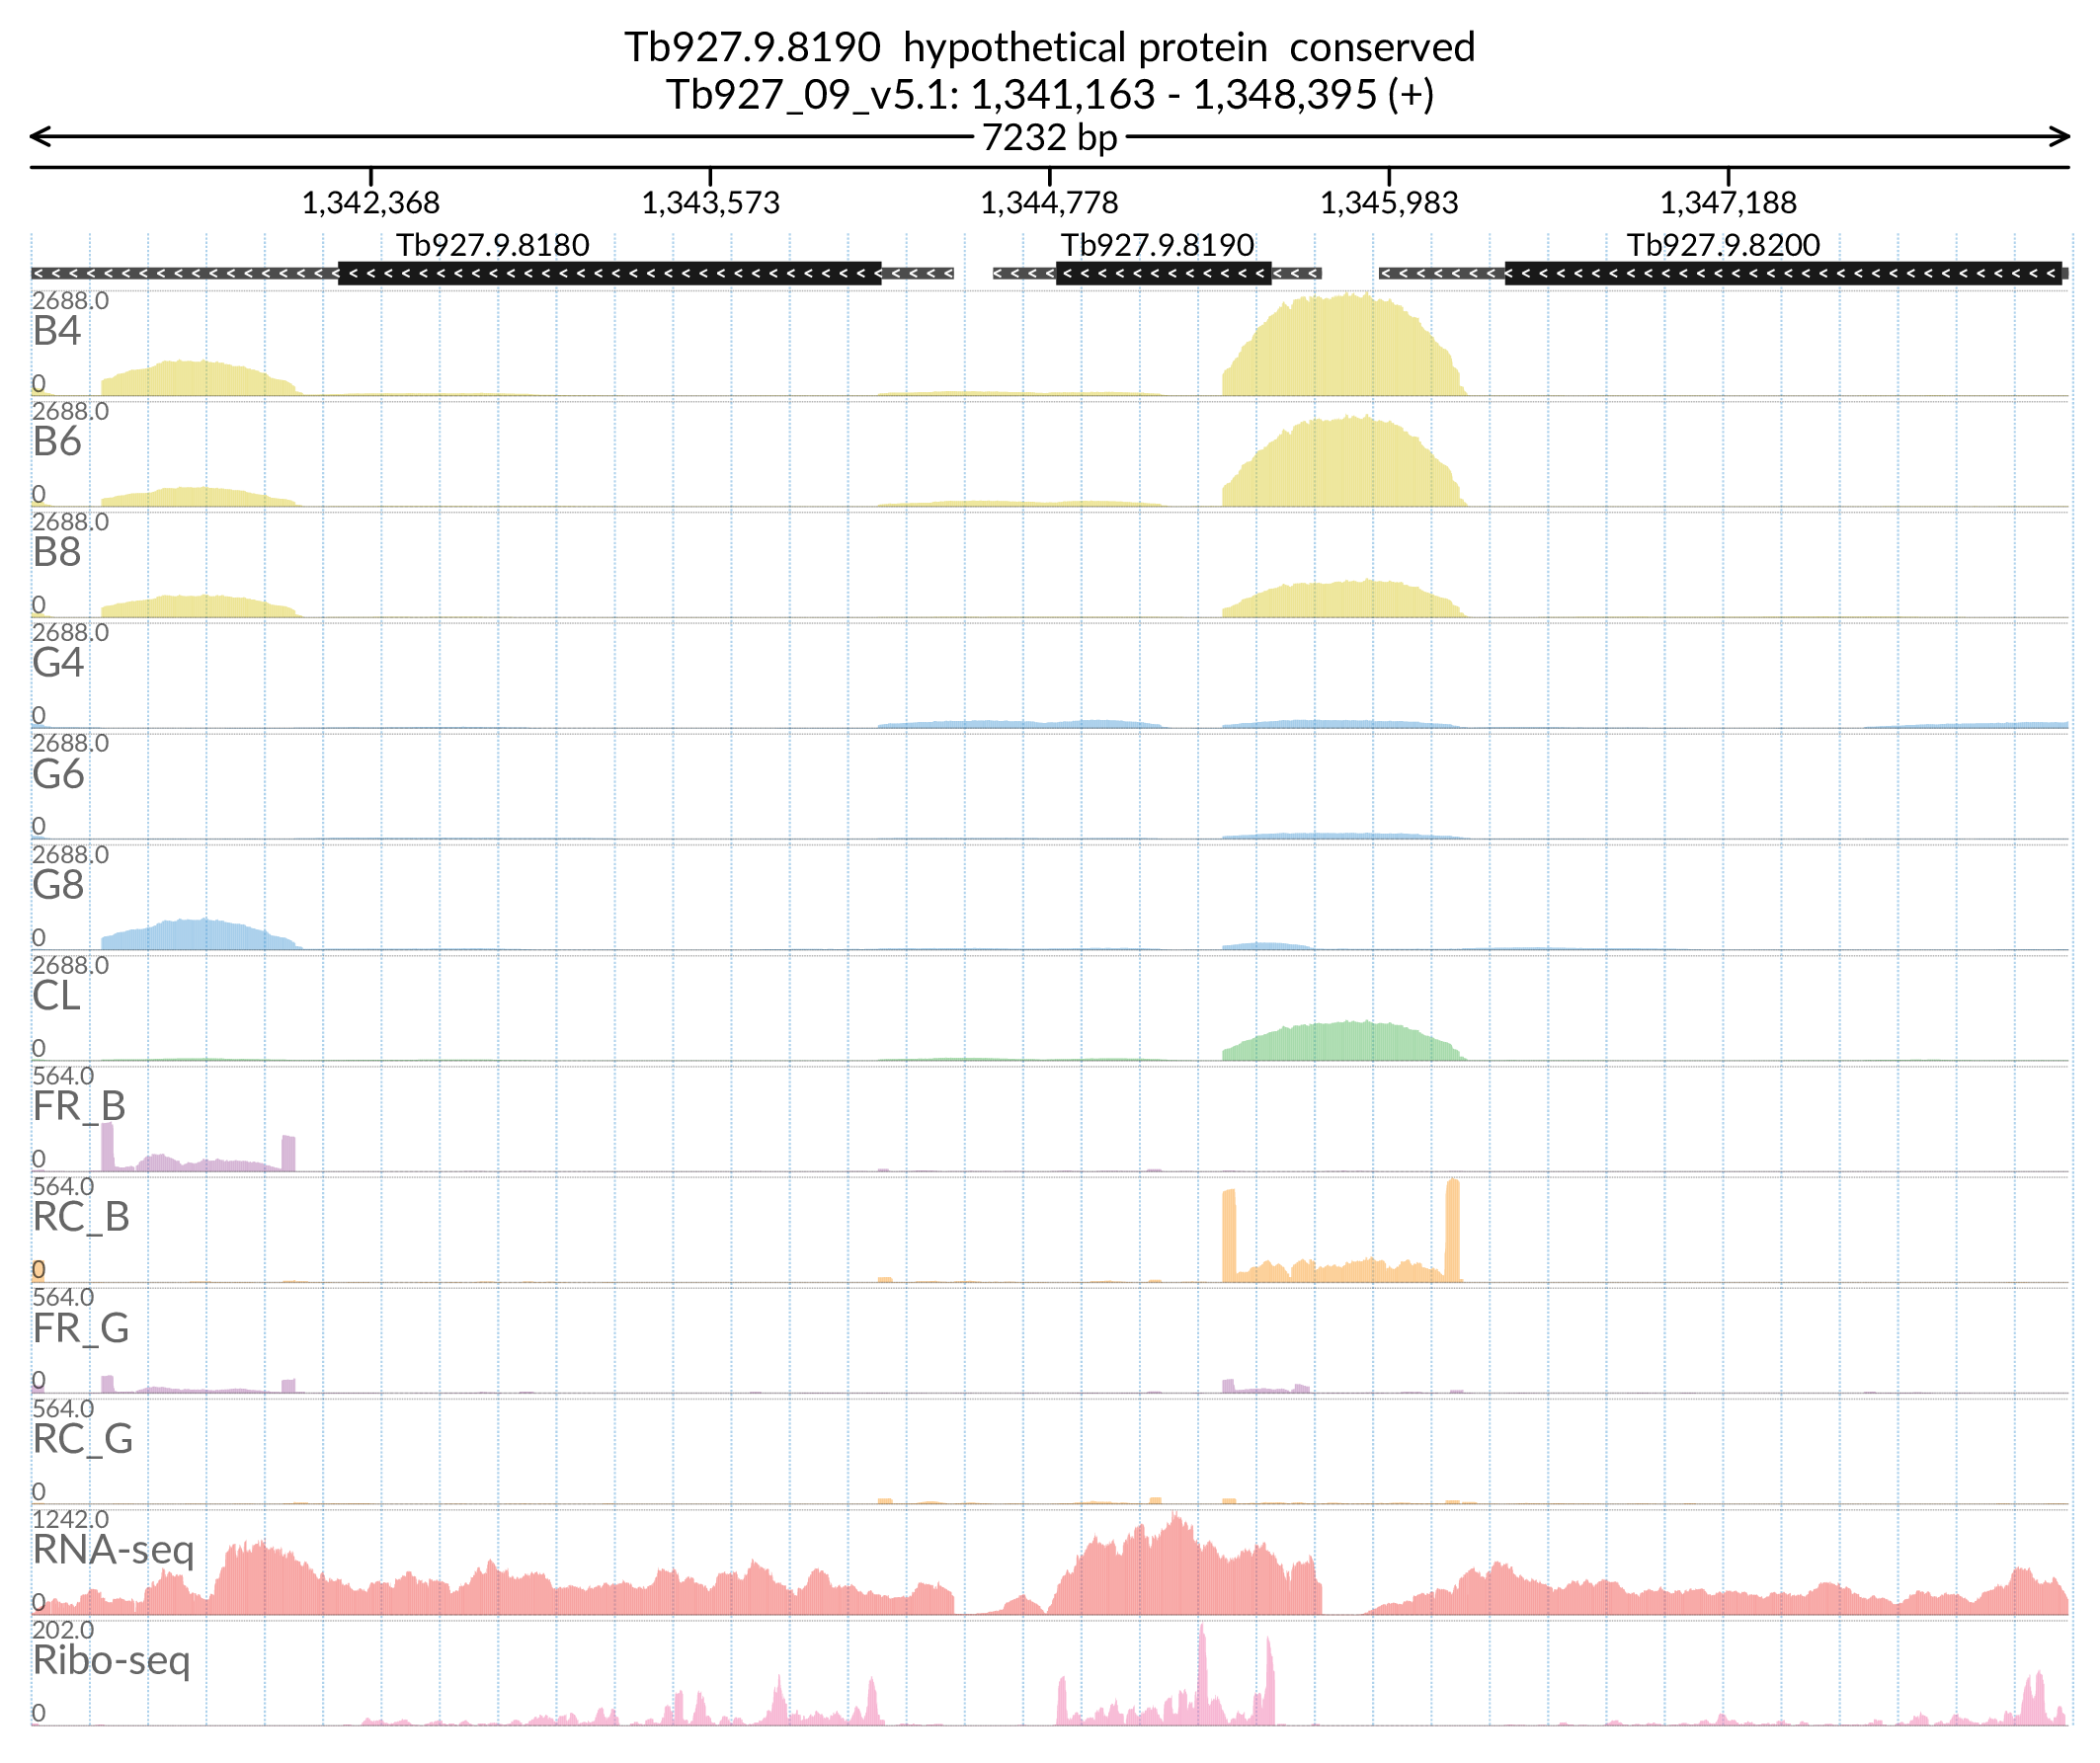 Tb927.9.8190 hypothetical protein conserved
Tb927_09_v5.1: 1,341,163 - 1,348,395 (+)
7232 bp
1,342,368 1,343,573 1,344,778 1,345,983 1,347,188
Tb927.9.8180 Tb927.9.8190 Tb927.9.8200
2688.0
B4
0
2688.0
B6
0
2688.0
B8
0
2688.0
G4
0
2688.0
G6
0
2688.0
G8
0
2688.0
CL
0
564.0
FR_B
0
564.0
RC_B
0
564.0
FR_G
0
564.0
RC_G
0
1242.0
RNA-seq
0
202.0
Ribo-seq
0